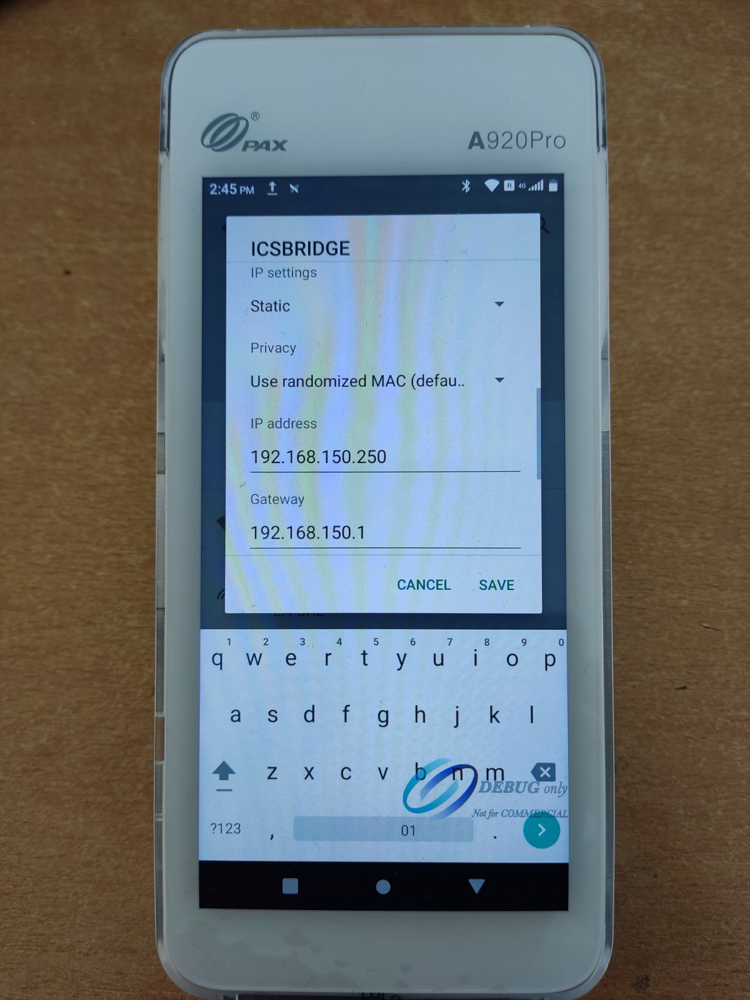 PAX ®
A920Pro
2:45 PM
R 4G
ICSBRIDGE
IP settings
Static
Privacy
Use randomized MAC (defau..
IP address
192.168.150.250
Gateway
192.168.150.1
CANCEL SAVE
1 2 3 4 5 6 7 8 9 0
q w e r t y u i o p
a s d f g h j k l
z x c v b n m
DEBUG only
Not for COMMERCIAL
?123 , 01 .